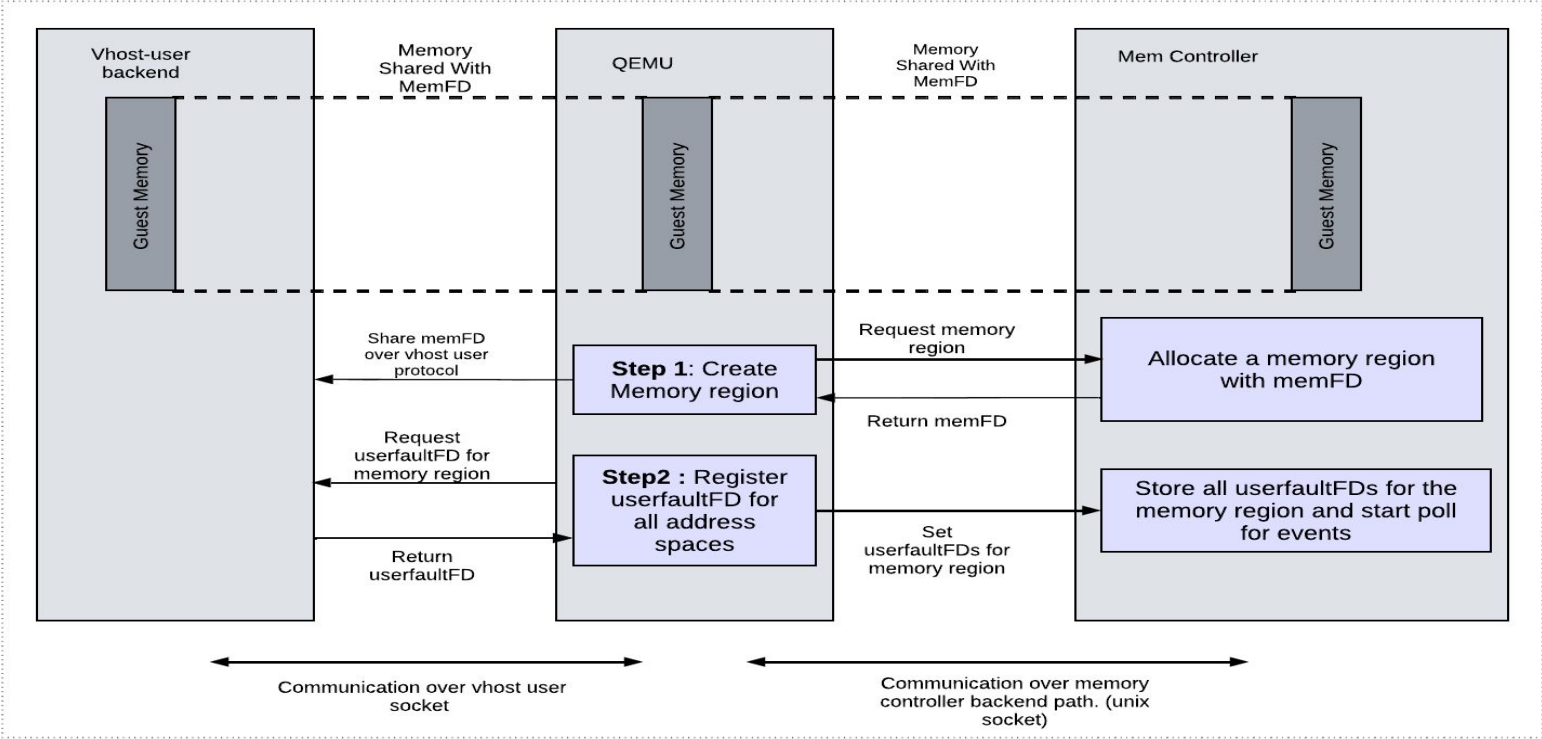 Vhost-user
backend
Memory
Shared With
MemFD
QEMU
Memory
Shared With
MemFD
Mem Controller
Guest Memory
Guest Memory
Guest Memory
Share memFD
over vhost user
protocol
Step 1: Create
Memory region
Request memory
region
Return memFD
Allocate a memory region
with memFD
Request
userfaultFD for
memory region
Return
userfaultFD
Step2 : Register
userfaultFD for
all address
spaces
Set
userfaultFDs for
memory region
Store all userfaultFDs for the
memory region and start poll
for events
Communication over vhost user
socket
Communication over memory
controller backend path. (unix
socket)